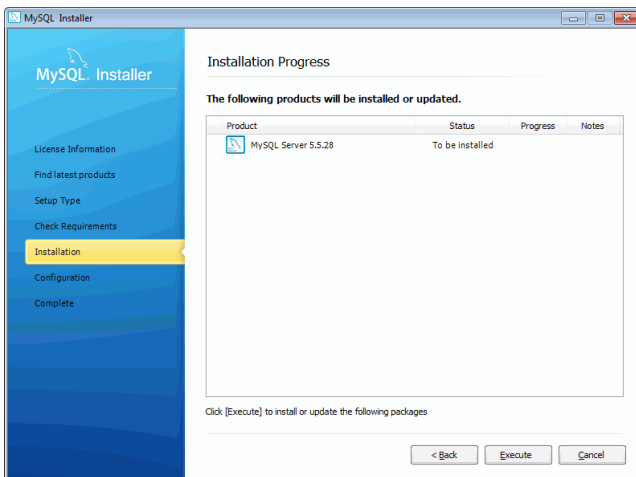 MySQL Installer
MySQL. Installer
License Information
Find latest products
Setup Type
Check Requirements
Installation
Configuration
Complete
Installation Progress
The following products will be installed or updated.
Product Status Progress Notes
MySQL Server 5.5.28 To be installed
Click [Execute] to install or update the following packages
< Back Execute Cancel